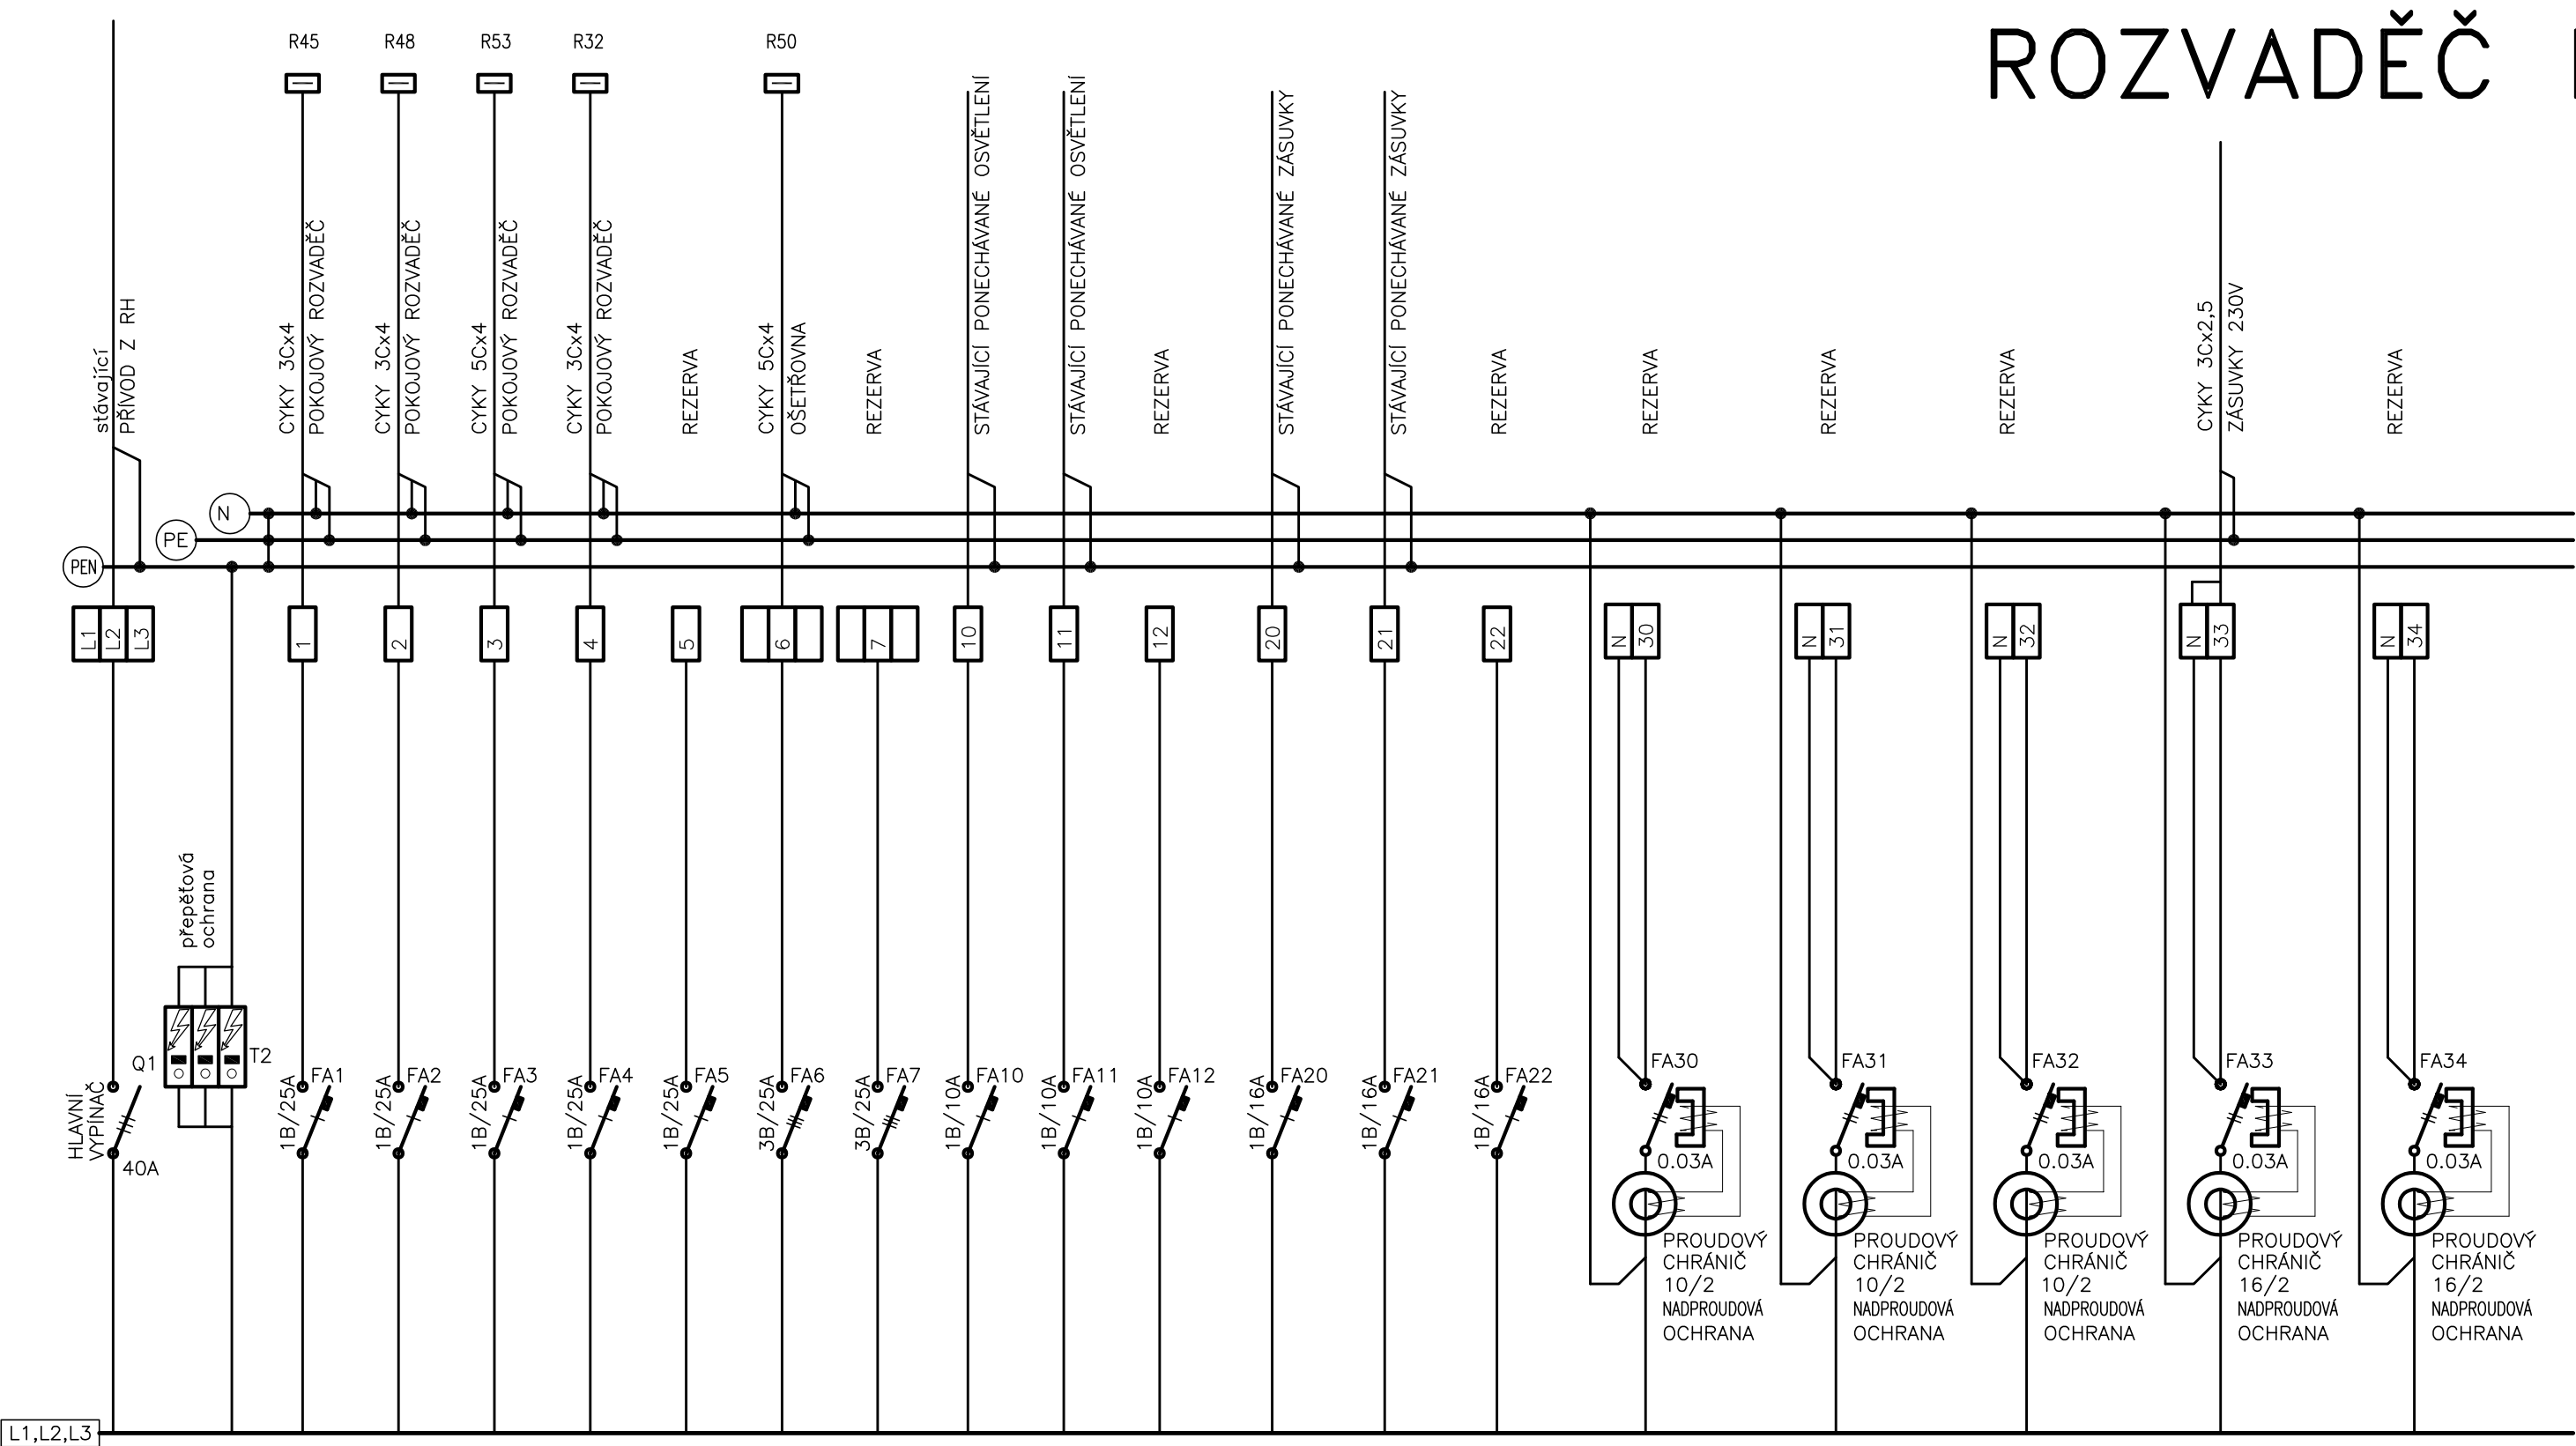 ROZVADĚČ
R45
R48
R53
R32
R50
stávající
PŘÍVOD Z RH
CYKY 3Cx4
POKOJOVÝ ROZVADĚČ
CYKY 3Cx4
POKOJOVÝ ROZVADĚČ
CYKY 5Cx4
POKOJOVÝ ROZVADĚČ
CYKY 3Cx4
POKOJOVÝ ROZVADĚČ
REZERVA
CYKY 5Cx4
OŠETŘOVNA
REZERVA
STÁVAJÍCÍ PONECHÁVANÉ OSVĚTLENÍ
STÁVAJÍCÍ PONECHÁVANÉ OSVĚTLENÍ
REZERVA
STÁVAJÍCÍ PONECHÁVANÉ ZÁSUVKY
STÁVAJÍCÍ PONECHÁVANÉ ZÁSUVKY
REZERVA
REZERVA
REZERVA
REZERVA
CYKY 3Cx2,5
ZÁSUVKY 230V
REZERVA
N
PE
PEN
L1
L2
L3
1
2
3
4
5
6
7
10
11
12
20
21
22
N
30
N
31
N
32
N
33
N
34
přepěťová
ochrana
HLAVNÍ
VYPÍNAČ
Q1
40A
T2
1B/25A
FA1
1B/25A
FA2
1B/25A
FA3
1B/25A
FA4
1B/25A
FA5
3B/25A
FA6
3B/25A
FA7
1B/10A
FA10
1B/10A
FA11
1B/10A
FA12
1B/16A
FA20
1B/16A
FA21
1B/16A
FA22
FA30
0.03A
PROUDOVÝ
CHRÁNIČ
10/2
NADPROUDOVÁ
OCHRANA
FA31
0.03A
PROUDOVÝ
CHRÁNIČ
10/2
NADPROUDOVÁ
OCHRANA
FA32
0.03A
PROUDOVÝ
CHRÁNIČ
10/2
NADPROUDOVÁ
OCHRANA
FA33
0.03A
PROUDOVÝ
CHRÁNIČ
16/2
NADPROUDOVÁ
OCHRANA
FA34
0.03A
PROUDOVÝ
CHRÁNIČ
16/2
NADPROUDOVÁ
OCHRANA
L1,L2,L3